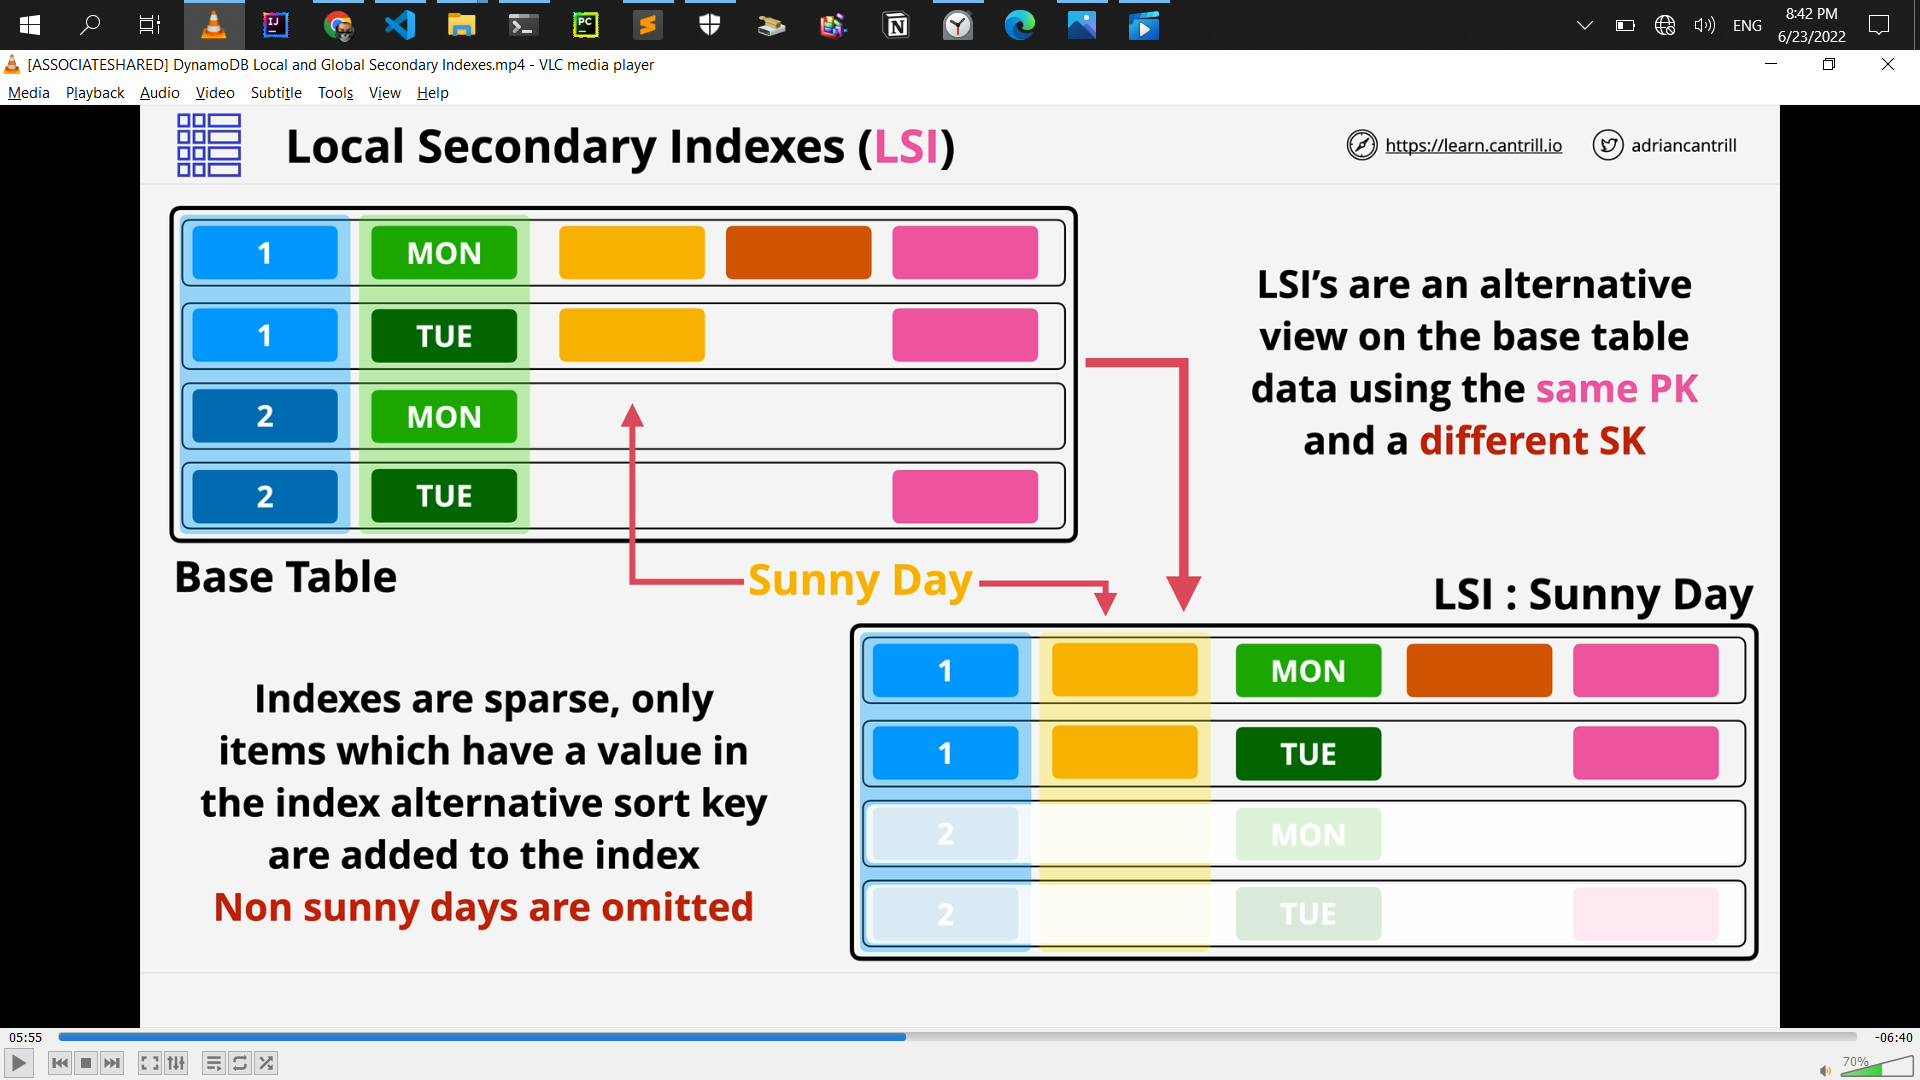 ENG
8:42 PM
6/23/2022
[ASSOCIATESHARED] DynamoDB Local and Global Secondary Indexes.mp4 - VLC media player
Media Playback Audio Video Subtitle Tools View Help
Local Secondary Indexes (LSI)
https://learn.cantrill.io
adriancantrill
1 MON
1 TUE
2 MON
2 TUE
LSI’s are an alternative
view on the base table
data using the same PK
and a different SK
Base Table
Sunny Day
LSI : Sunny Day
Indexes are sparse, only
items which have a value in
the index alternative sort key
are added to the index
Non sunny days are omitted
1 MON
1 TUE
2 MON
2 TUE
05:55
-06:40
70%